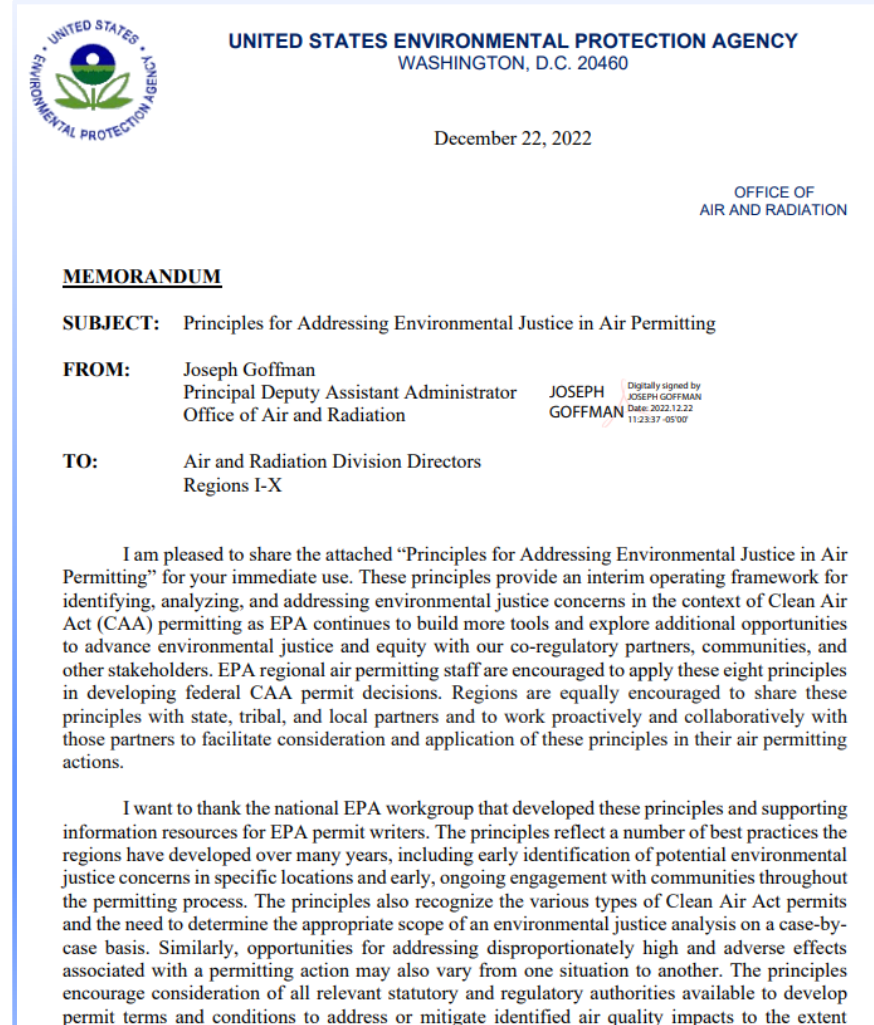 UNITED STATES ENVIRONMENTAL PROTECTION AGENCY
UNITED STATES ENVIRONMENTAL PROTECTION AGENCY
WASHINGTON, D.C. 20460
December 22, 2022
OFFICE OF
AIR AND RADIATION
MEMORANDUM
SUBJECT: Principles for Addressing Environmental Justice in Air Permitting
FROM: Joseph Goffman
Principal Deputy Assistant Administrator
Office of Air and Radiation
JOSEPH
GOFFMAN
Digitally signed by
JOSEPH GOFFMAN
Date: 2022.12.22
11:23:37 -05'00'
TO: Air and Radiation Division Directors
Regions I-X
I am pleased to share the attached “Principles for Addressing Environmental Justice in Air
Permitting” for your immediate use. These principles provide an interim operating framework for
identifying, analyzing, and addressing environmental justice concerns in the context of Clean Air
Act (CAA) permitting as EPA continues to build more tools and explore additional opportunities
to advance environmental justice and equity with our co-regulatory partners, communities, and
other stakeholders. EPA regional air permitting staff are encouraged to apply these eight principles
in developing federal CAA permit decisions. Regions are equally encouraged to share these
principles with state, tribal, and local partners and to work proactively and collaboratively with
those partners to facilitate consideration and application of these principles in their air permitting
actions.
I want to thank the national EPA workgroup that developed these principles and supporting
information resources for EPA permit writers. The principles reflect a number of best practices the
regions have developed over many years, including early identification of potential environmental
justice concerns in specific locations and early, ongoing engagement with communities throughout
the permitting process. The principles also recognize the various types of Clean Air Act permits
and the need to determine the appropriate scope of an environmental justice analysis on a case-by-
case basis. Similarly, opportunities for addressing disproportionately high and adverse effects
associated with a permitting action may also vary from one situation to another. The principles
encourage consideration of all relevant statutory and regulatory authorities available to develop
permit terms and conditions to address or mitigate identified air quality impacts to the extent